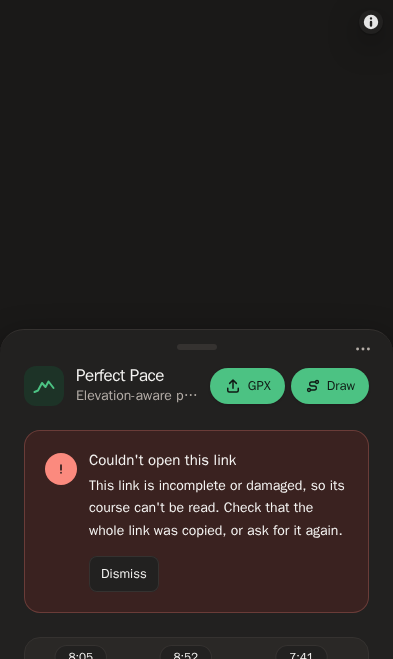 Perfect Pace
Elevation-aware p···
GPX
Draw
!
Couldn't open this link
This link is incomplete or damaged, so its
course can't be read. Check that the
whole link was copied, or ask for it again.
Dismiss
8:05 8:52 7:41